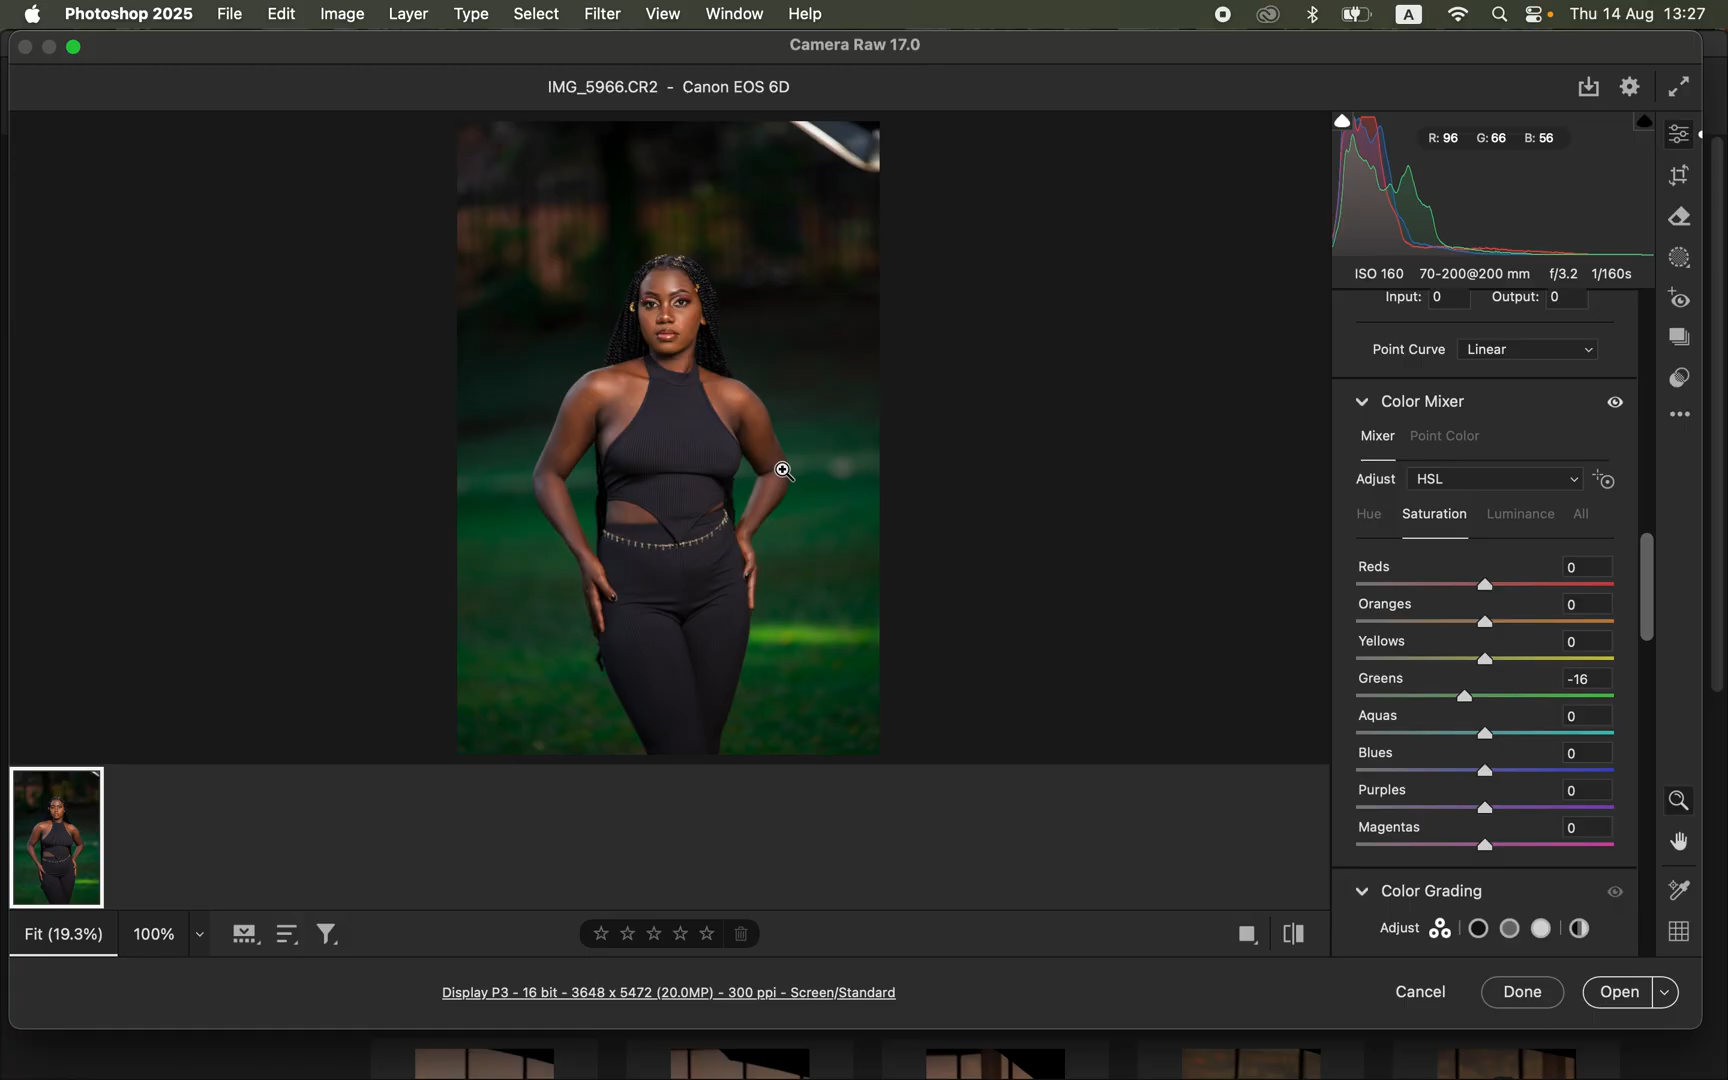 Photoshop 2025 File Edit Image Layer Type Select Filter View Window Help A Thu 14 Aug 13:27
Camera Raw 17.0
IMG_5966.CR2 - Canon EOS 6D
R: 96 G: 66 B: 56
ISO 160 70-200@200 mm f/3.2 1/160s
Input: 0 Output: 0
Point Curve Linear
Color Mixer
Mixer Point Color
Adjust HSL
Hue Saturation Luminance All
Reds 0
Oranges 0
Yellows 0
Greens -16
Aquas 0
Blues 0
Purples 0
Magentas 0
Color Grading
Adjust
Fit (19.3%) 100%
Display P3 - 16 bit - 3648 x 5472 (20.0MP) - 300 ppi - Screen/Standard
Cancel Done Open